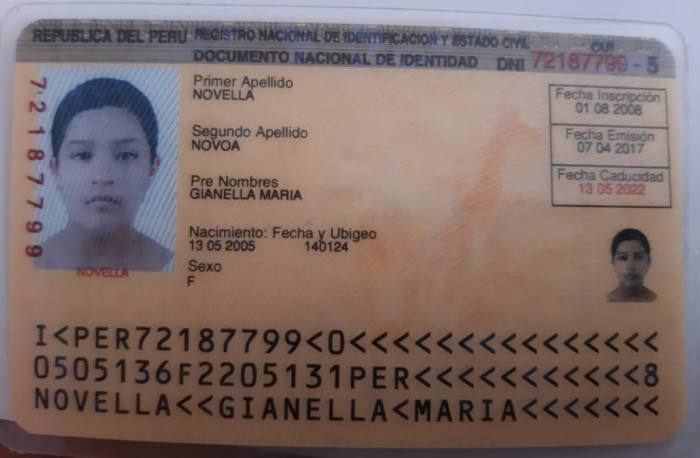 REPUBLICA DEL PERU REGISTRO NACIONAL DE IDENTIFICACION Y ESTADO CIVIL
CUI
DOCUMENTO NACIONAL DE IDENTIDAD DNI 72187799 - 5
Primer Apellido
NOVELLA
Segundo Apellido
NOVOA
Pre Nombres
GIANELLA MARIA
Nacimiento: Fecha y Ubigeo
13 05 2005 140124
Sexo
F
Fecha Inscripción
01 08 2008
Fecha Emisión
07 04 2017
Fecha Caducidad
13 05 2022
72187799
NOVELLA
I<PER72187799<0<<<<<<<<<<<<<<<
0505136F2205131PER<<<<<<<<<<<8
NOVELLA<<GIANELLA<MARIA<<<<<<<